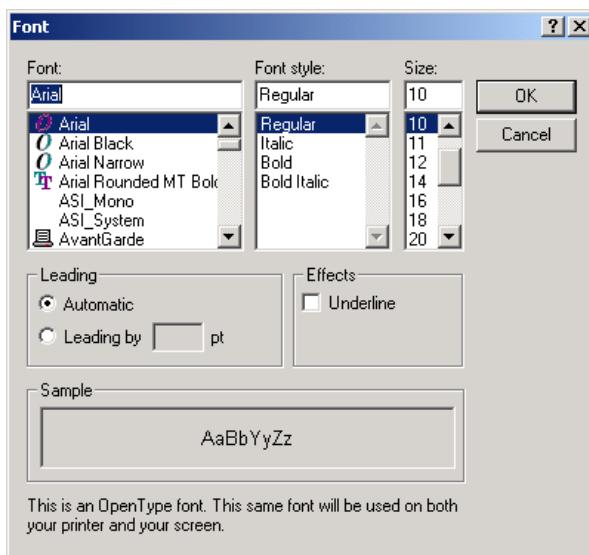 Font
Font:
Font style:
Size:
Arial
Regular
10
OK
Cancel
Arial
Arial Black
Arial Narrow
Arial Rounded MT Bold
ASI_Mono
ASI_System
AvantGarde
Regular
Italic
Bold
Bold Italic
10
11
12
14
16
18
20
Leading
Automatic
Leading by
pt
Effects
Underline
Sample
AaBbYyZz
This is an OpenType font. This same font will be used on both
your printer and your screen.